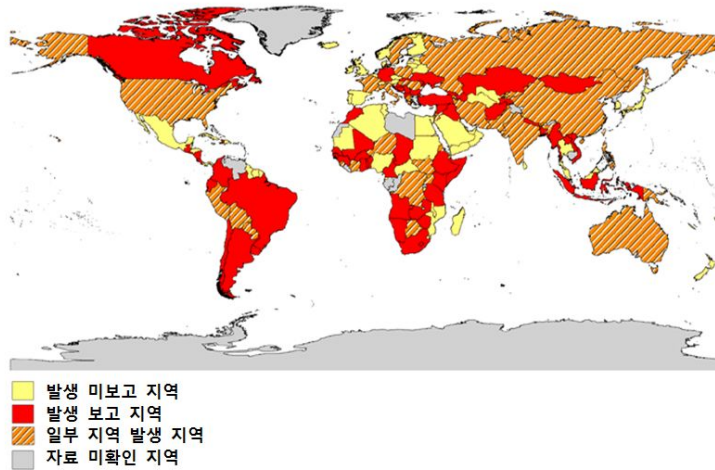 발생 미보고 지역
발생 보고 지역
일부 지역 발생 지역
자료 미확인 지역